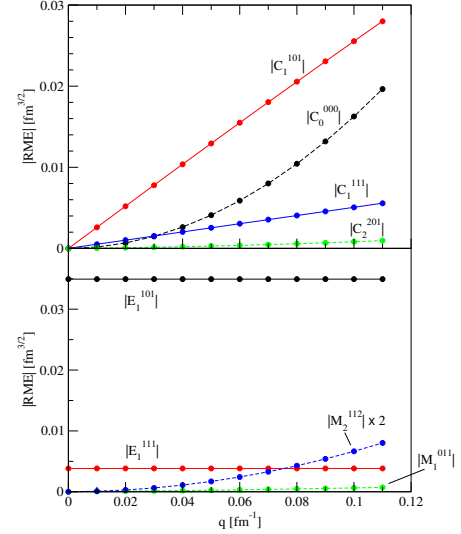 0.03
0.02
0.01
0
|RME| [fm^{3/2}]
|C_1^{101}|
|C_0^{000}|
|C_1^{111}|
|C_2^{201}|
0.03
0.02
0.01
0
|RME| [fm^{3/2}]
|E_1^{101}|
|M_2^{112}| x 2
|E_1^{111}|
|M_1^{011}|
0 0.02 0.04 0.06 0.08 0.1 0.12
q [fm^{-1}]